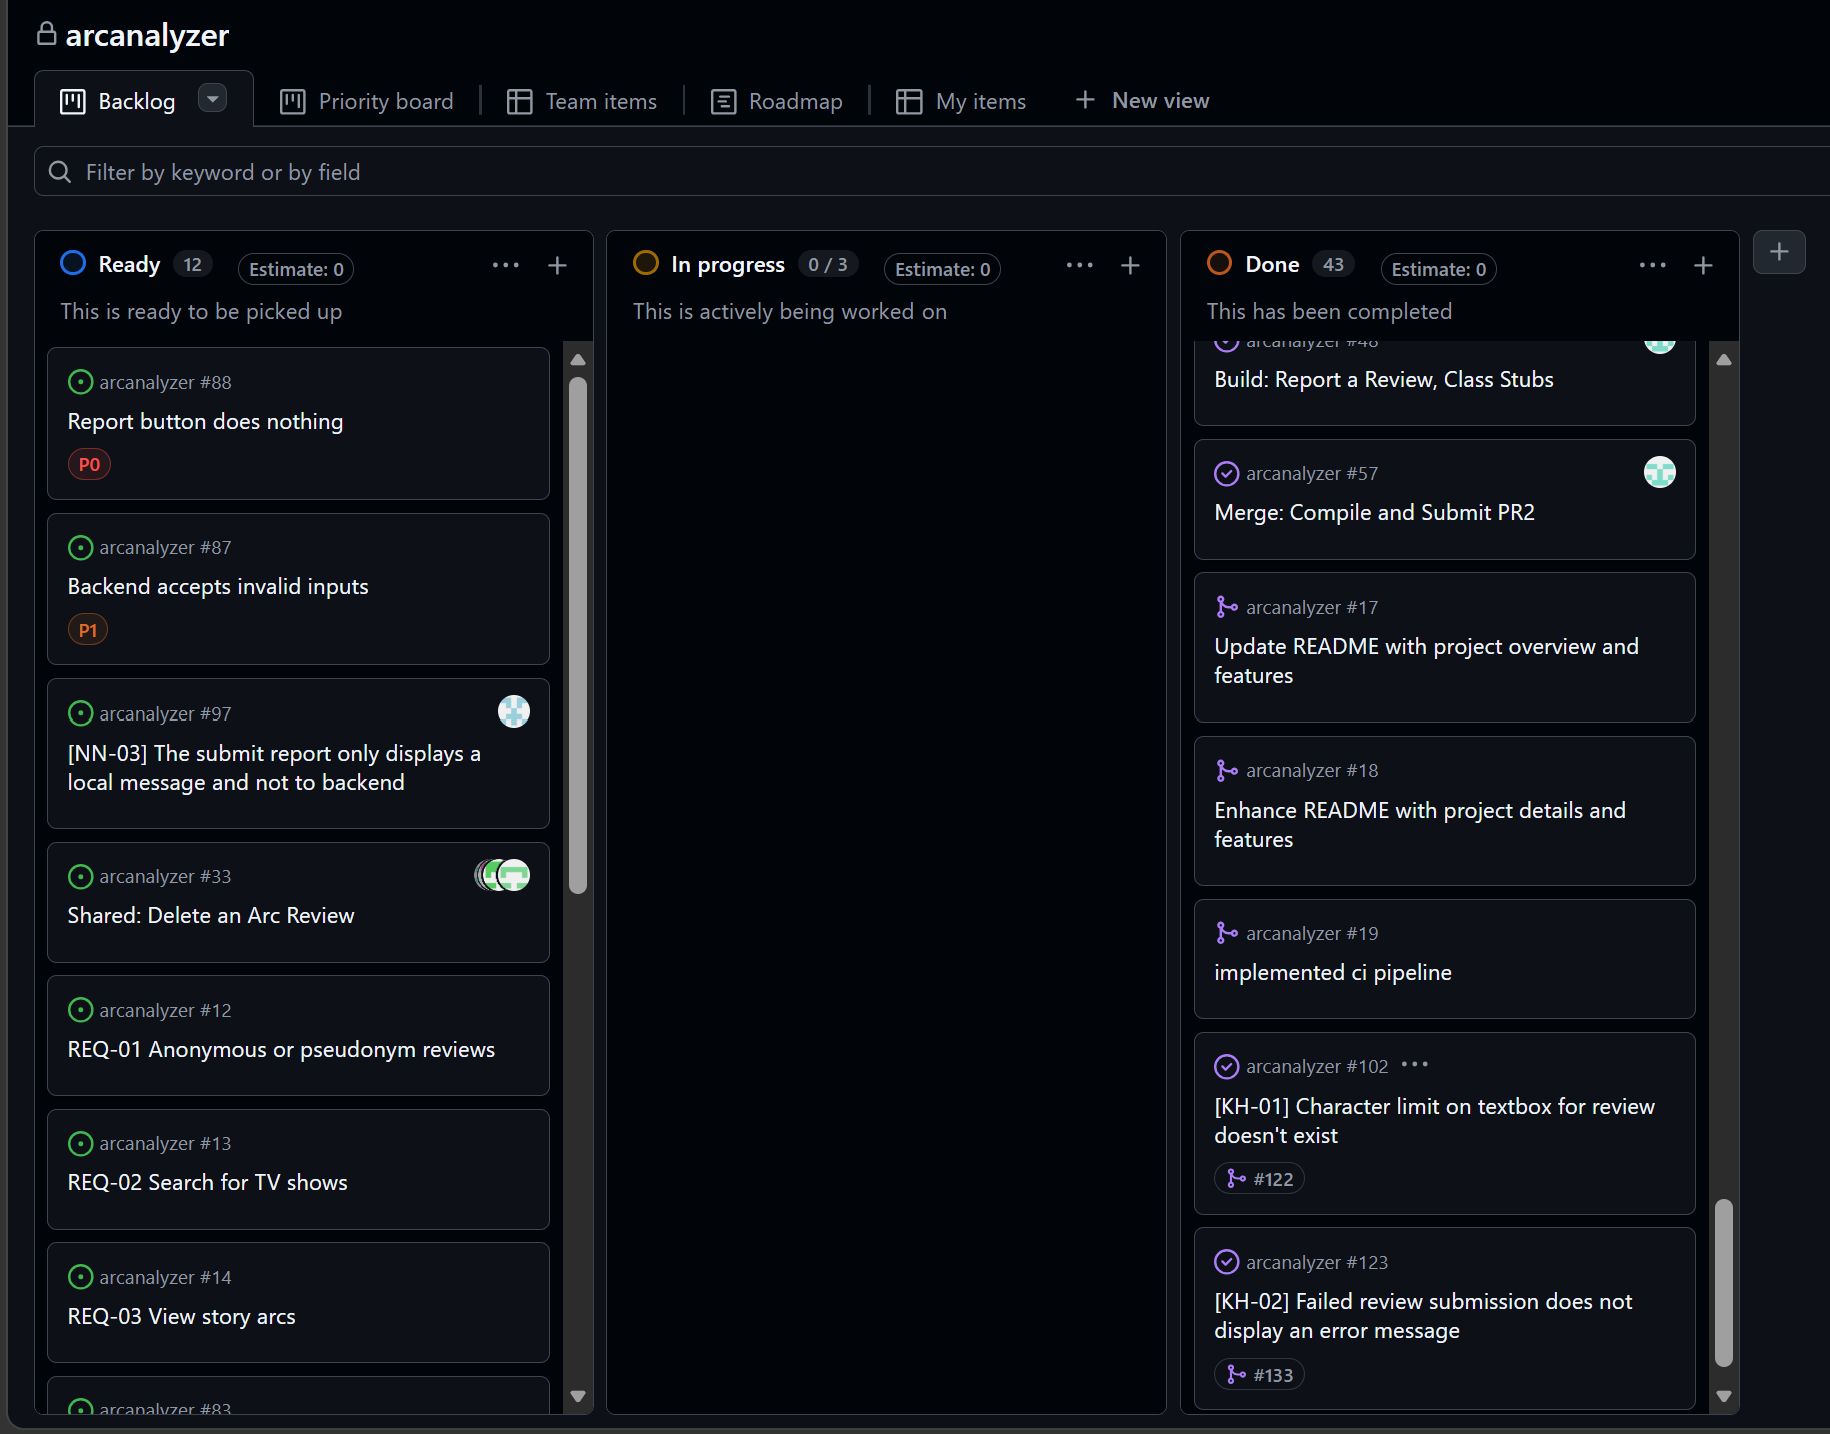 arcanalyzer
Backlog
Priority board
Team items
Roadmap
My items
New view
Filter by keyword or by field
Ready 12 Estimate: 0
This is ready to be picked up
arcanalyzer #88
Report button does nothing
P0
arcanalyzer #87
Backend accepts invalid inputs
P1
arcanalyzer #97
[NN-03] The submit report only displays a
local message and not to backend
arcanalyzer #33
Shared: Delete an Arc Review
arcanalyzer #12
REQ-01 Anonymous or pseudonym reviews
arcanalyzer #13
REQ-02 Search for TV shows
arcanalyzer #14
REQ-03 View story arcs
arcanalyzer #83
In progress 0 / 3 Estimate: 0
This is actively being worked on
Done 43 Estimate: 0
This has been completed
arcanalyzer #48
Build: Report a Review, Class Stubs
arcanalyzer #57
Merge: Compile and Submit PR2
arcanalyzer #17
Update README with project overview and
features
arcanalyzer #18
Enhance README with project details and
features
arcanalyzer #19
implemented ci pipeline
arcanalyzer #102
[KH-01] Character limit on textbox for review
doesn't exist
#122
arcanalyzer #123
[KH-02] Failed review submission does not
display an error message
#133